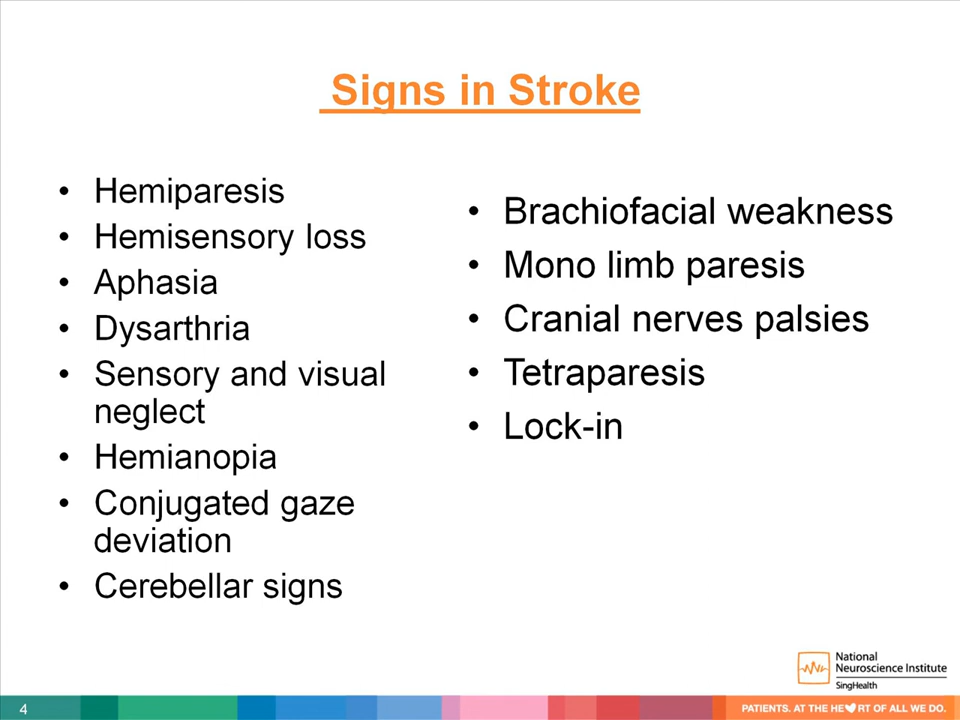 Signs in Stroke
• Hemiparesis
• Hemisensory loss
• Aphasia
• Dysarthria
• Sensory and visual
neglect
• Hemianopia
• Conjugated gaze
deviation
• Cerebellar signs
• Brachiofacial weakness
• Mono limb paresis
• Cranial nerves palsies
• Tetraparesis
• Lock-in
National
Neuroscience Institute
SingHealth
4
PATIENTS. AT THE HE♥RT OF ALL WE DO.